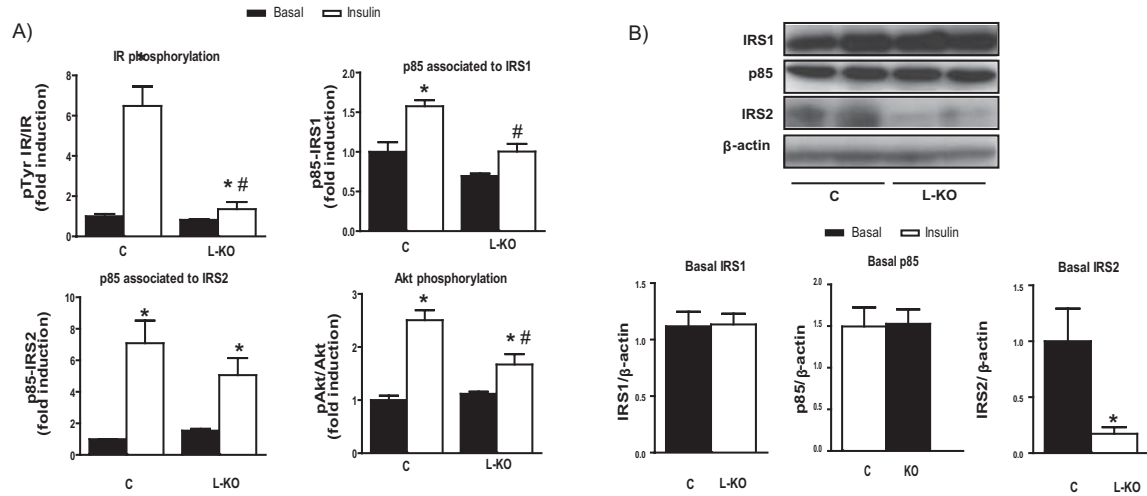 Basal Insulin
A)
IR phosphorylation
*
pTyr IR/IR
(fold induction)
8
6
4
2
0
* #
C L-KO
p85 associated to IRS1
p85-IRS1
(fold induction)
2.0
1.5
1.0
0.5
0.0
*
#
C L-KO
p85 associated to IRS2
p85-IRS2
(fold induction)
10
8
6
4
2
0
*
*
C L-KO
Akt phosphorylation
pAkt/Akt
(fold induction)
3
2
1
0
*
* #
C L-KO
B)
IRS1
p85
IRS2
β-actin
C L-KO
Basal Insulin
Basal IRS1
IRS1/β-actin
1.5
1.0
0.5
0.0
C L-KO
Basal p85
p85/β-actin
2.0
1.5
1.0
1.5
0.0
C KO
Basal IRS2
IRS2/β-actin
1.5
1.0
0.5
0.0
*
C L-KO